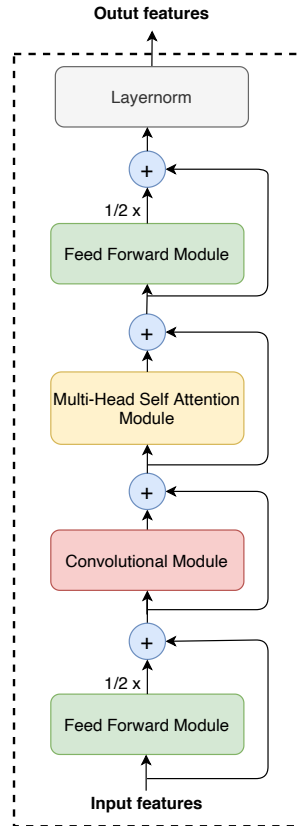 Outut features
Layernorm
+
1/2 x
Feed Forward Module
+
Multi-Head Self Attention
Module
+
Convolutional Module
+
1/2 x
Feed Forward Module
Input features